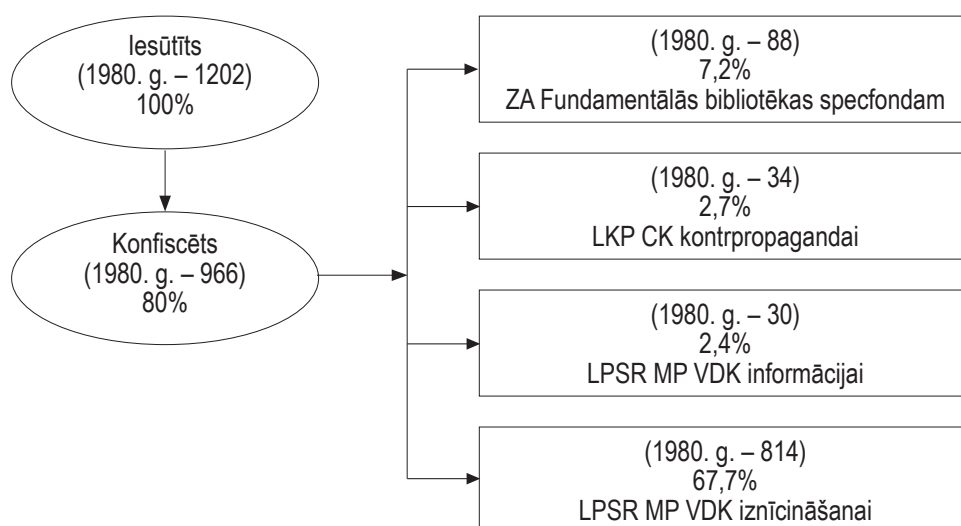 Iesūtīts
(1980. g. – 1202)
100%
Konfiscēts
(1980. g. – 966)
80%
(1980. g. – 88)
7,2%
ZA Fundamentālās bibliotēkas specfondam
(1980. g. – 34)
2,7%
LKP CK kontrpropagandai
(1980. g. – 30)
2,4%
LPSR MP VDK informācijai
(1980. g. – 814)
67,7%
LPSR MP VDK iznīcināšanai